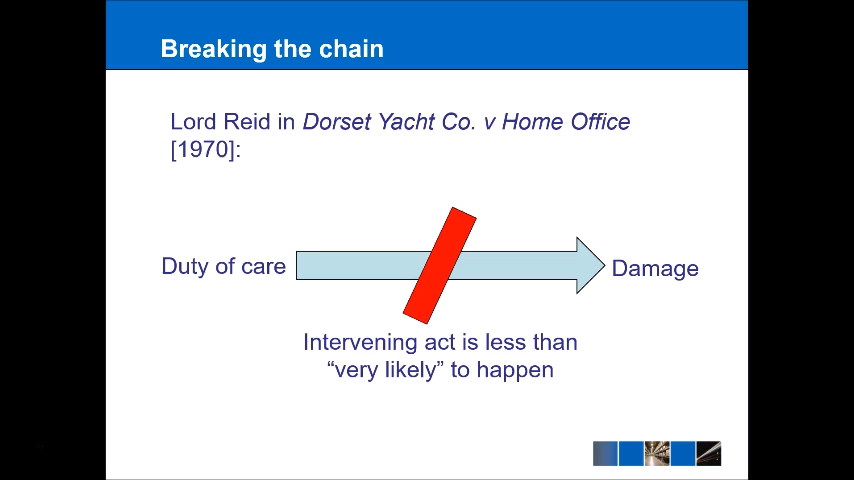 Breaking the chain
Lord Reid in Dorset Yacht Co. v Home Office
[1970]:
Duty of care
Damage
Intervening act is less than
“very likely” to happen